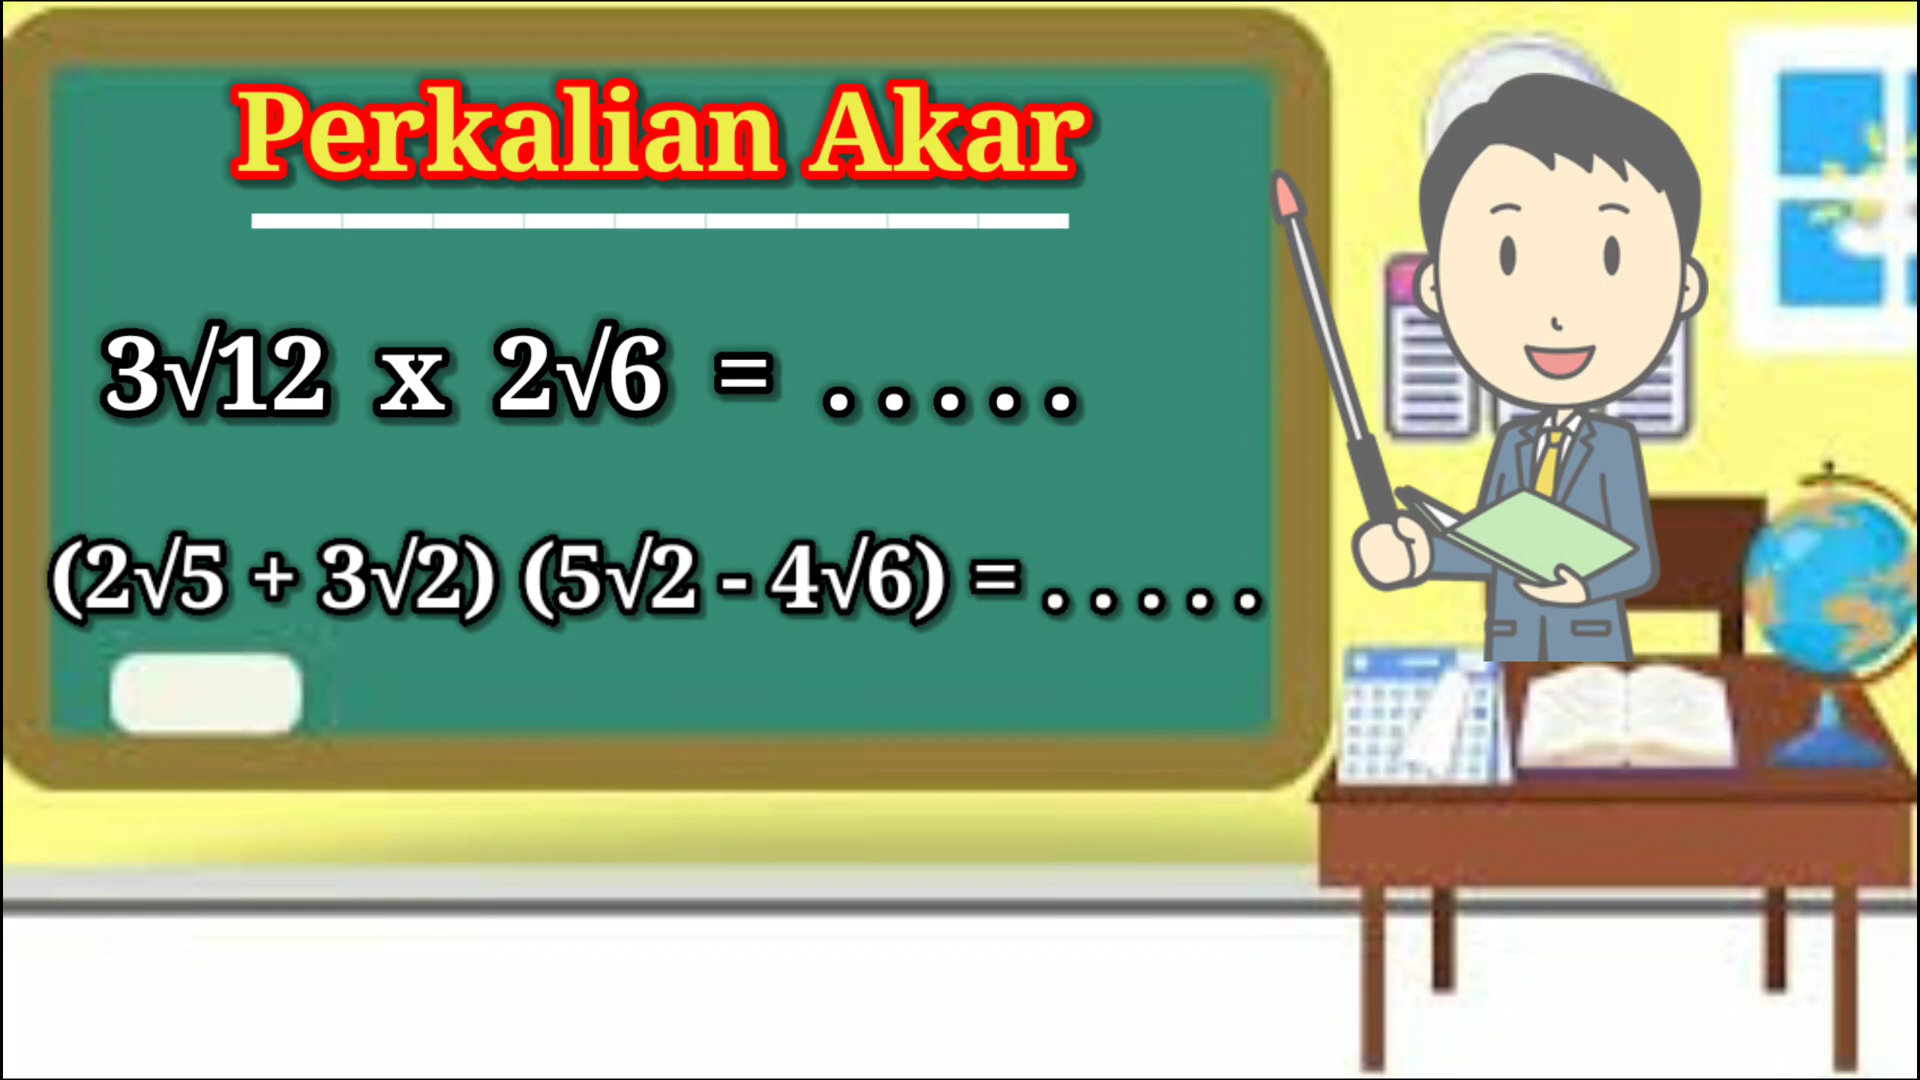 Perkalian Akar
3√12 x 2√6 = .....
(2√5 + 3√2) (5√2 - 4√6) = .....